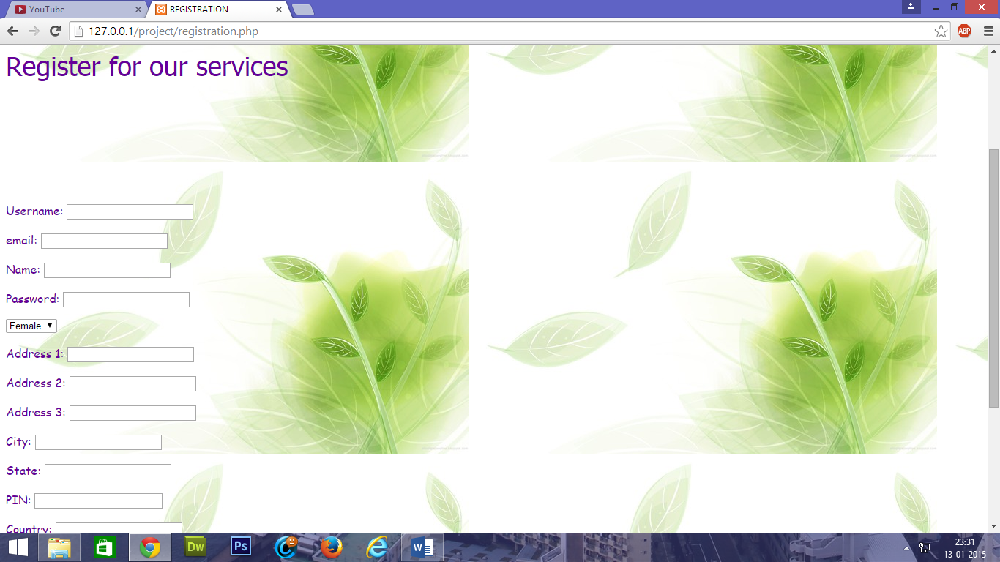 YouTube
REGISTRATION
127.0.0.1/project/registration.php
ABP
Register for our services
Username:
email:
Name:
Password:
Female
Address 1:
Address 2:
Address 3:
City:
State:
PIN:
Country:
Dw
Ps
W
23:31
13-01-2015